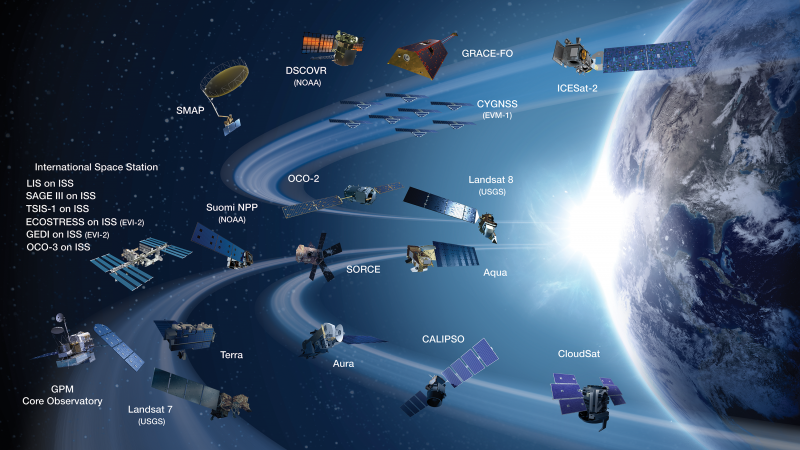 DSCOVR
(NOAA)
GRACE-FO
ICESat-2
SMAP
CYGNSS
(EVM-1)
International Space Station
LIS on ISS
SAGE III on ISS
TSIS-1 on ISS
ECOSTRESS on ISS (EVI-2)
GEDI on ISS (EVI-2)
OCO-3 on ISS
OCO-2
Landsat 8
(USGS)
Suomi NPP
(NOAA)
SORCE
Aqua
GPM
Core Observatory
Terra
Landsat 7
(USGS)
Aura
CALIPSO
CloudSat